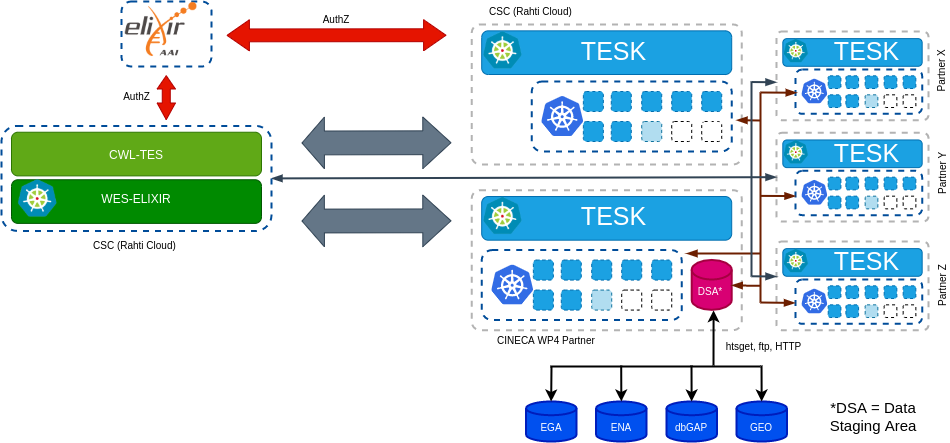 elixir
AAI
AuthZ
AuthZ
CWL-TES
WES-ELIXIR
CSC (Rahti Cloud)
CSC (Rahti Cloud)
TESK
TESK
DSA*
CINECA WP4 Partner
htsget, ftp, HTTP
EGA
ENA
dbGAP
GEO
TESK
Partner X
TESK
Partner Y
TESK
Partner Z
*DSA = Data
Staging Area